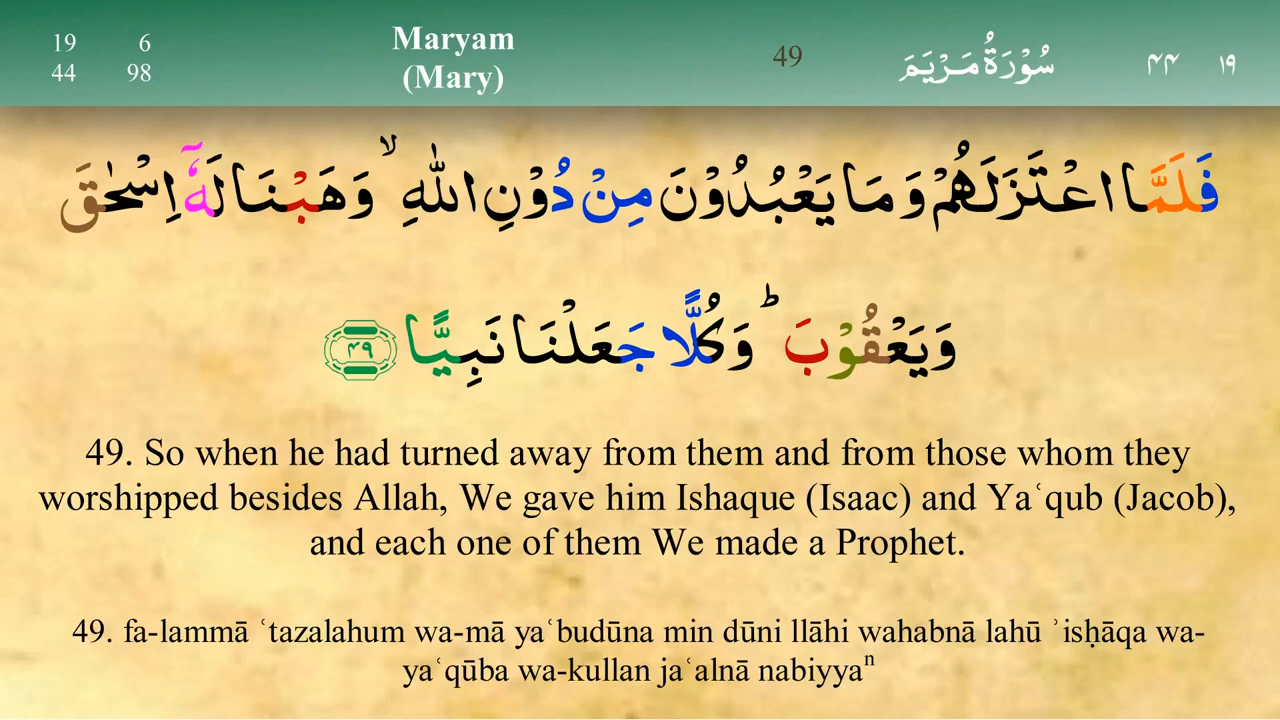 19 6
44 98
Maryam
(Mary)
49
سُوْرَةُ مَرْيَمَ
١٩ ٤٤
فَلَمَّا اعْتَزَلَهُمْ وَمَا يَعْبُدُوْنَ مِنْ دُوْنِ اللّٰهِ ۙ وَهَبْنَا لَهٗۤ اِسْحٰقَ
وَيَعْقُوْبَ ؕ وَكُلًّا جَعَلْنَا نَبِيًّا ﴿٤٩﴾
49. So when he had turned away from them and from those whom they
worshipped besides Allah, We gave him Ishaque (Isaac) and Yaʿqub (Jacob),
and each one of them We made a Prophet.
49. fa-lammā ʿtazalahum wa-mā yaʿbudūna min dūni llāhi wahabnā lahū ʾisḥāqa wa-
yaʿqūba wa-kullan jaʿalnā nabiyyaⁿ